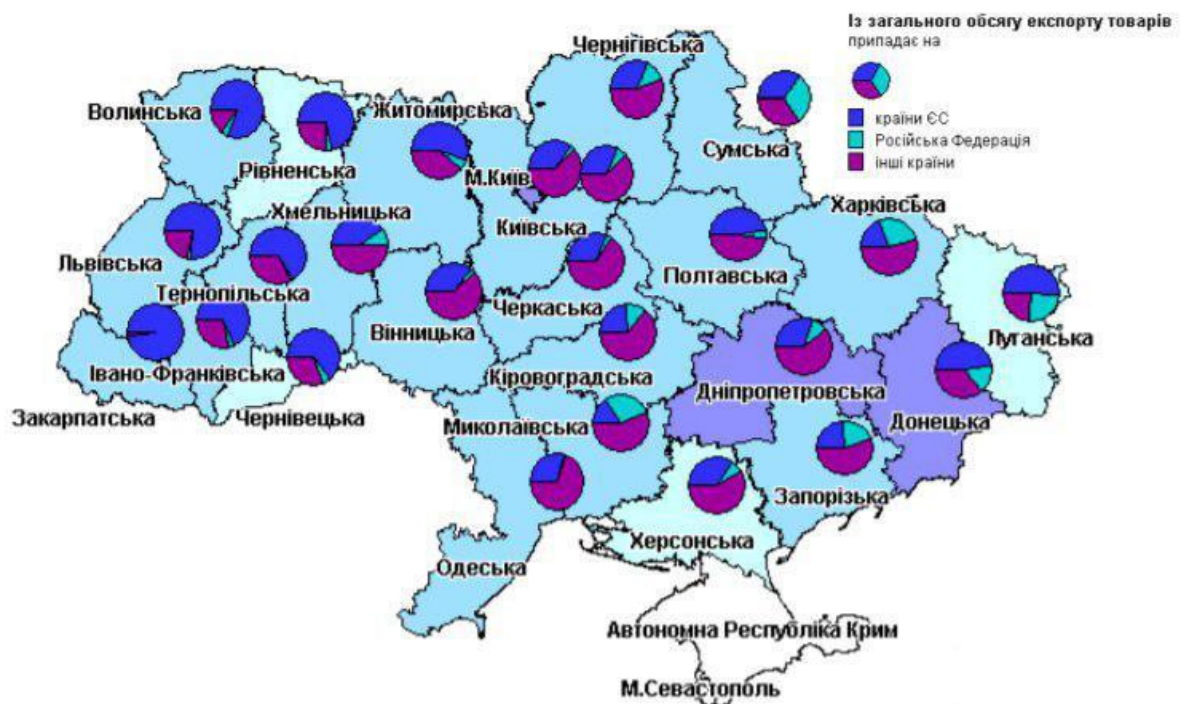 Із загального обсягу експорту товарів
припадає на
країни ЄС
Російська Федерація
інші країни
Чернігівська
Волинська
Житомирська
Сумська
Рівненська
М.Київ
Хмельницька
Харківська
Київська
Львівська
Полтавська
Тернопільська
Черкаська
Вінницька
Луганська
Івано-Франківська
Кіровоградська
Дніпропетровська
Закарпатська
Чернівецька
Донецька
Миколаївська
Запорізька
Херсонська
Одеська
Автономна Республіка Крим
М.Севастополь